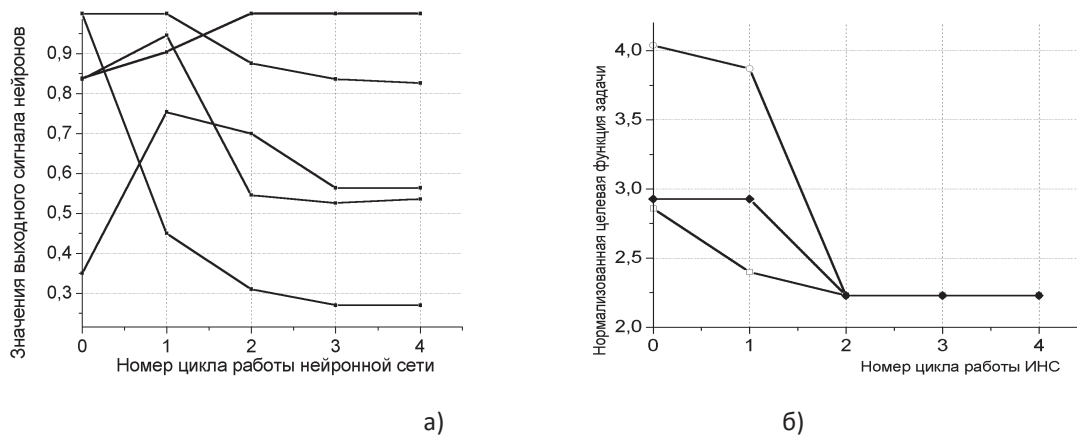 Значения выходного сигнала нейронов
0,9
0,8
0,7
0,6
0,5
0,4
0,3
0 1 2 3 4
Номер цикла работы нейронной сети
а)
Нормализованная целевая функция задачи
4,0
3,5
3,0
2,5
2,0
0 1 2 3 4
Номер цикла работы ИНС
б)